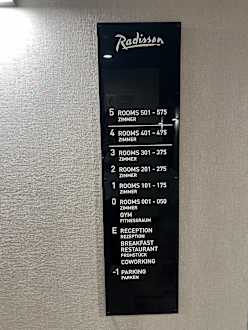 Radisson
5 ROOMS 501 - 575
ZIMMER
4 ROOMS 401 - 475
ZIMMER
3 ROOMS 301 - 375
ZIMMER
2 ROOMS 201 - 275
ZIMMER
1 ROOMS 101 - 175
ZIMMER
0 ROOMS 001 - 050
ZIMMER
GYM
FITNESSRAUM
E RECEPTION
REZEPTION
BREAKFAST
RESTAURANT
FRÜHSTÜCK
COWORKING
-1 PARKING
PARKEN